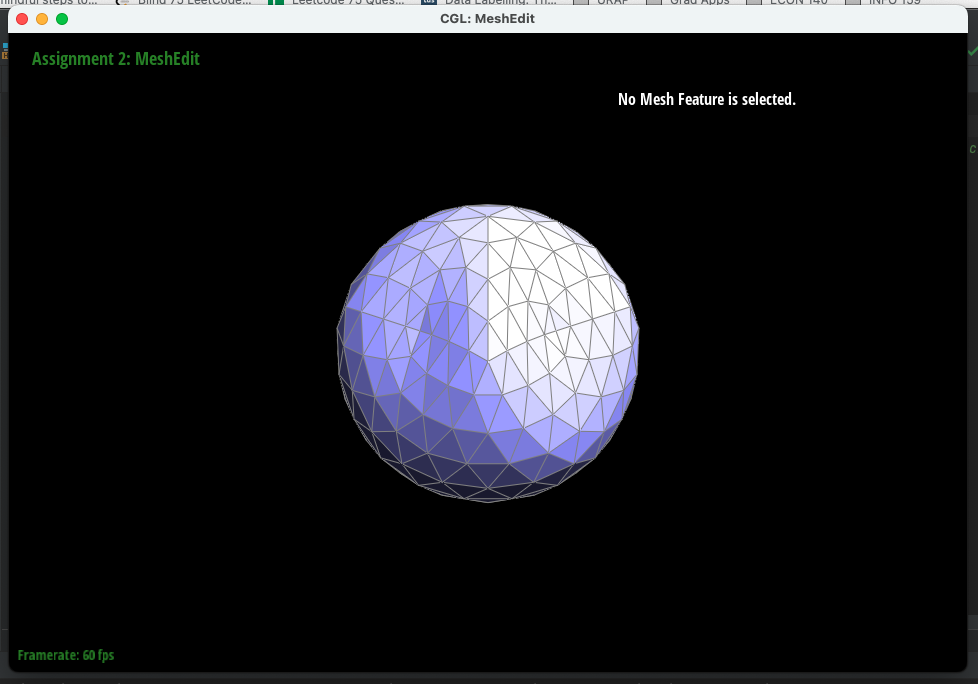 mindful steps to...
Blind 75 LeetCode...
Leetcode 75 Ques...
Data Labelling: Th...
URAP
Grad Apps
ECON 140
INFO 159
CGL: MeshEdit
Assignment 2: MeshEdit
No Mesh Feature is selected.
Framerate: 60 fps